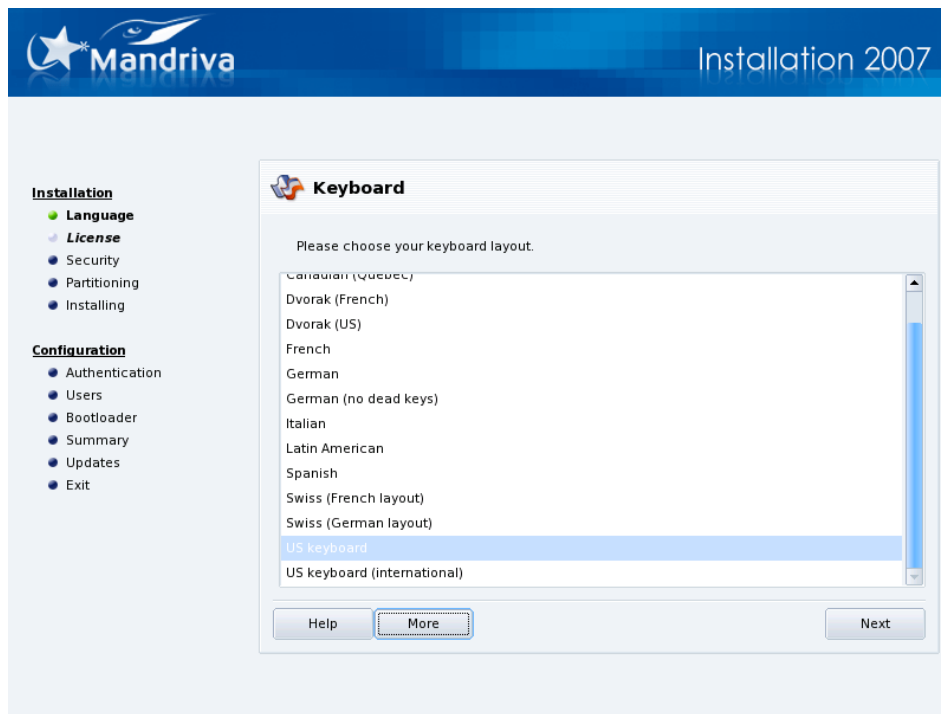 Mandriva
Installation 2007
Installation
Language
License
Security
Partitioning
Installing
Configuration
Authentication
Users
Bootloader
Summary
Updates
Exit
Keyboard
Please choose your keyboard layout.
Canadian (Quebec)
Dvorak (French)
Dvorak (US)
French
German
German (no dead keys)
Italian
Latin American
Spanish
Swiss (French layout)
Swiss (German layout)
US keyboard
US keyboard (international)
Help
More
Next